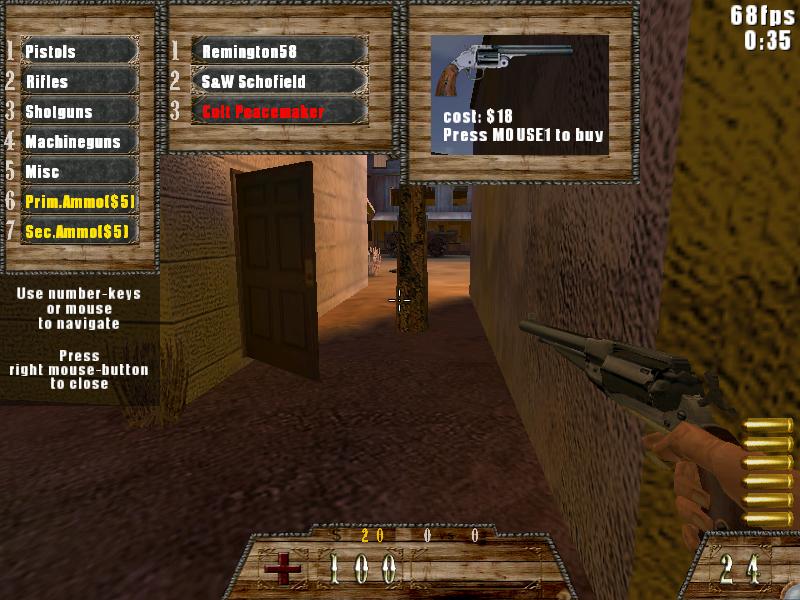 1 Pistols
2 Rifles
3 Shotguns
4 Machineguns
5 Misc
6 Prim.Ammo($5)
7 Sec.Ammo($5)
Use number-keys
or mouse
to navigate
Press
right mouse-button
to close
1 Remington58
2 S&W Schofield
3 Colt Peacemaker
cost: $18
Press MOUSE1 to buy
68fps
0:35
$ 20 0 0
100
24